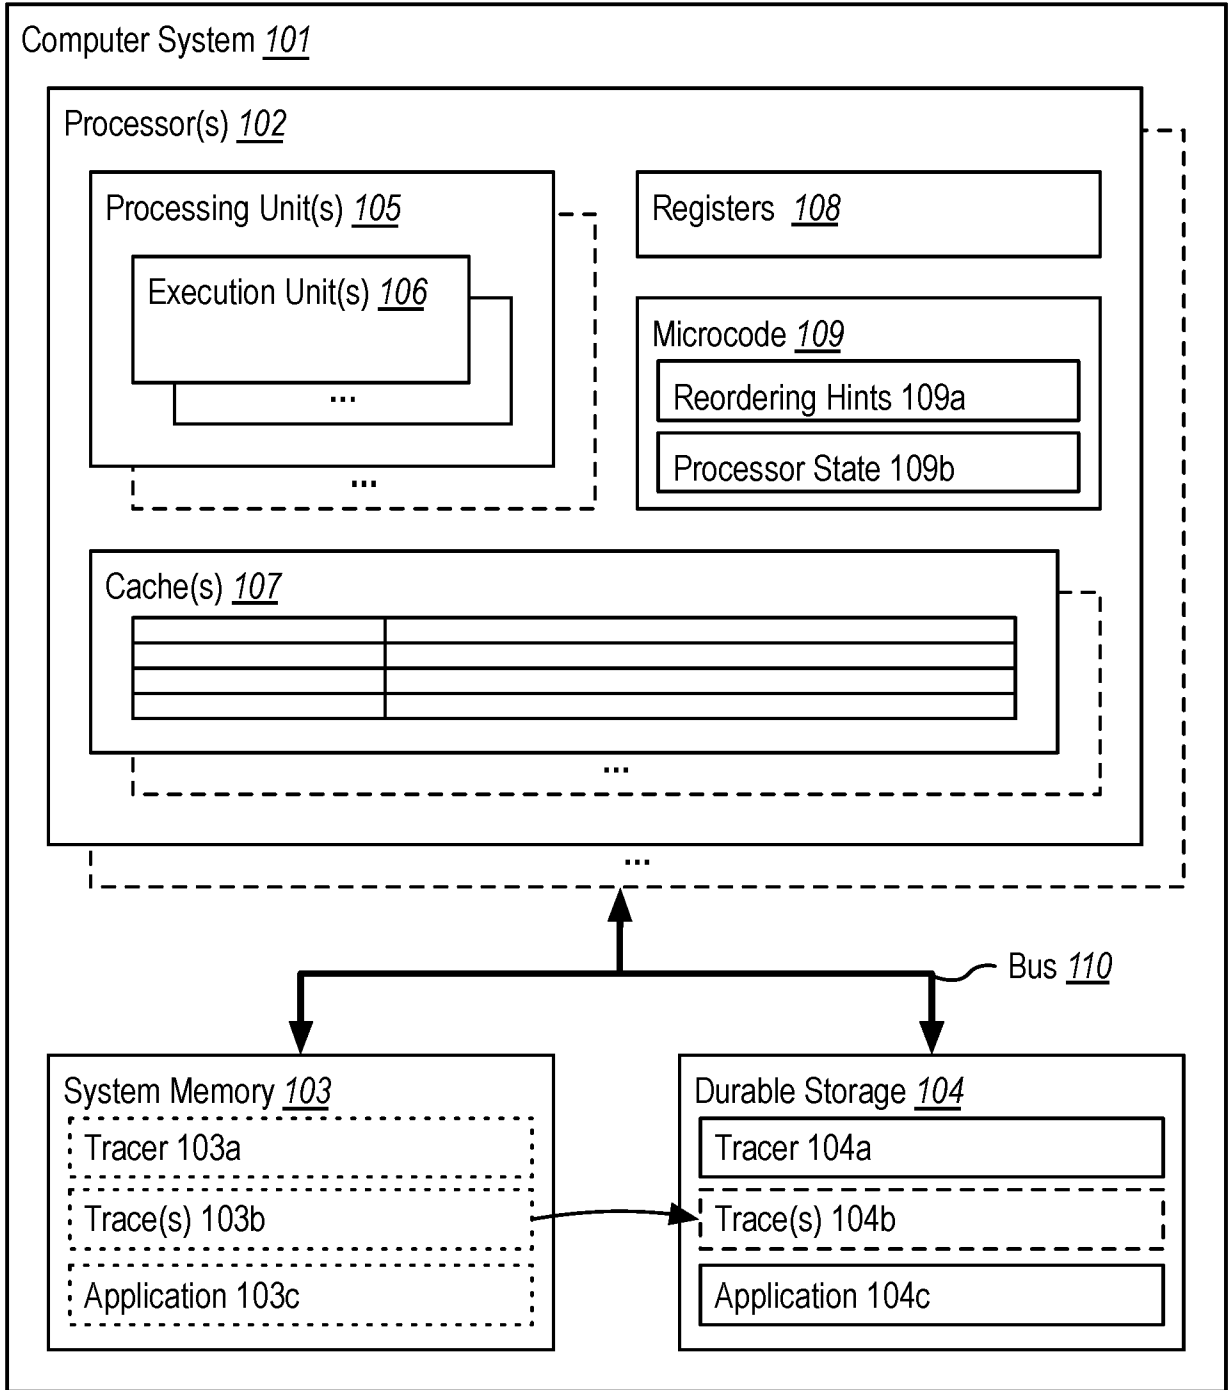 Computer System 101
Processor(s) 102
Processing Unit(s) 105
Registers 108
Execution Unit(s) 106
Microcode 109
...
Reordering Hints 109a
Processor State 109b
...
Cache(s) 107
...
...
Bus 110
System Memory 103
Durable Storage 104
Tracer 103a
Tracer 104a
Trace(s) 103b
Trace(s) 104b
Application 103c
Application 104c